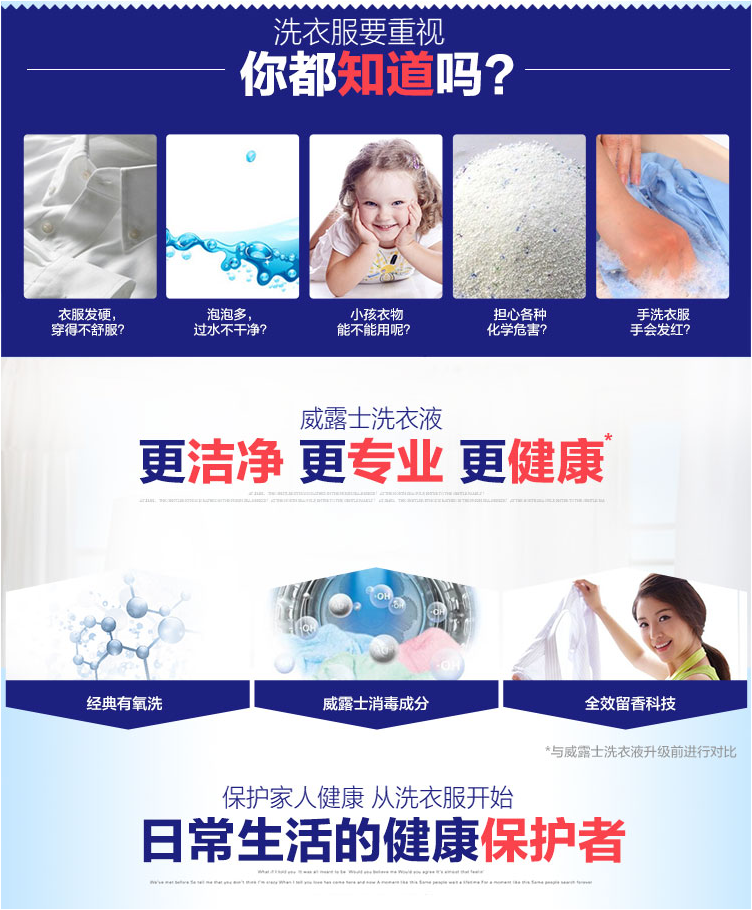 洗衣服要重视
你都知道吗?
衣服发硬，
穿得不舒服?
泡泡多，
过水不干净?
小孩衣物
能不能用呢?
担心各种
化学危害?
手洗衣服
手会发红?
威露士洗衣液
更洁净 更专业 更健康*
·OH
·OH
·OH
·OH
AG
·OH
经典有氧洗
威露士消毒成分
全效留香科技
*与威露士洗衣液升级前进行对比
保护家人健康 从洗衣服开始
日常生活的健康保护者